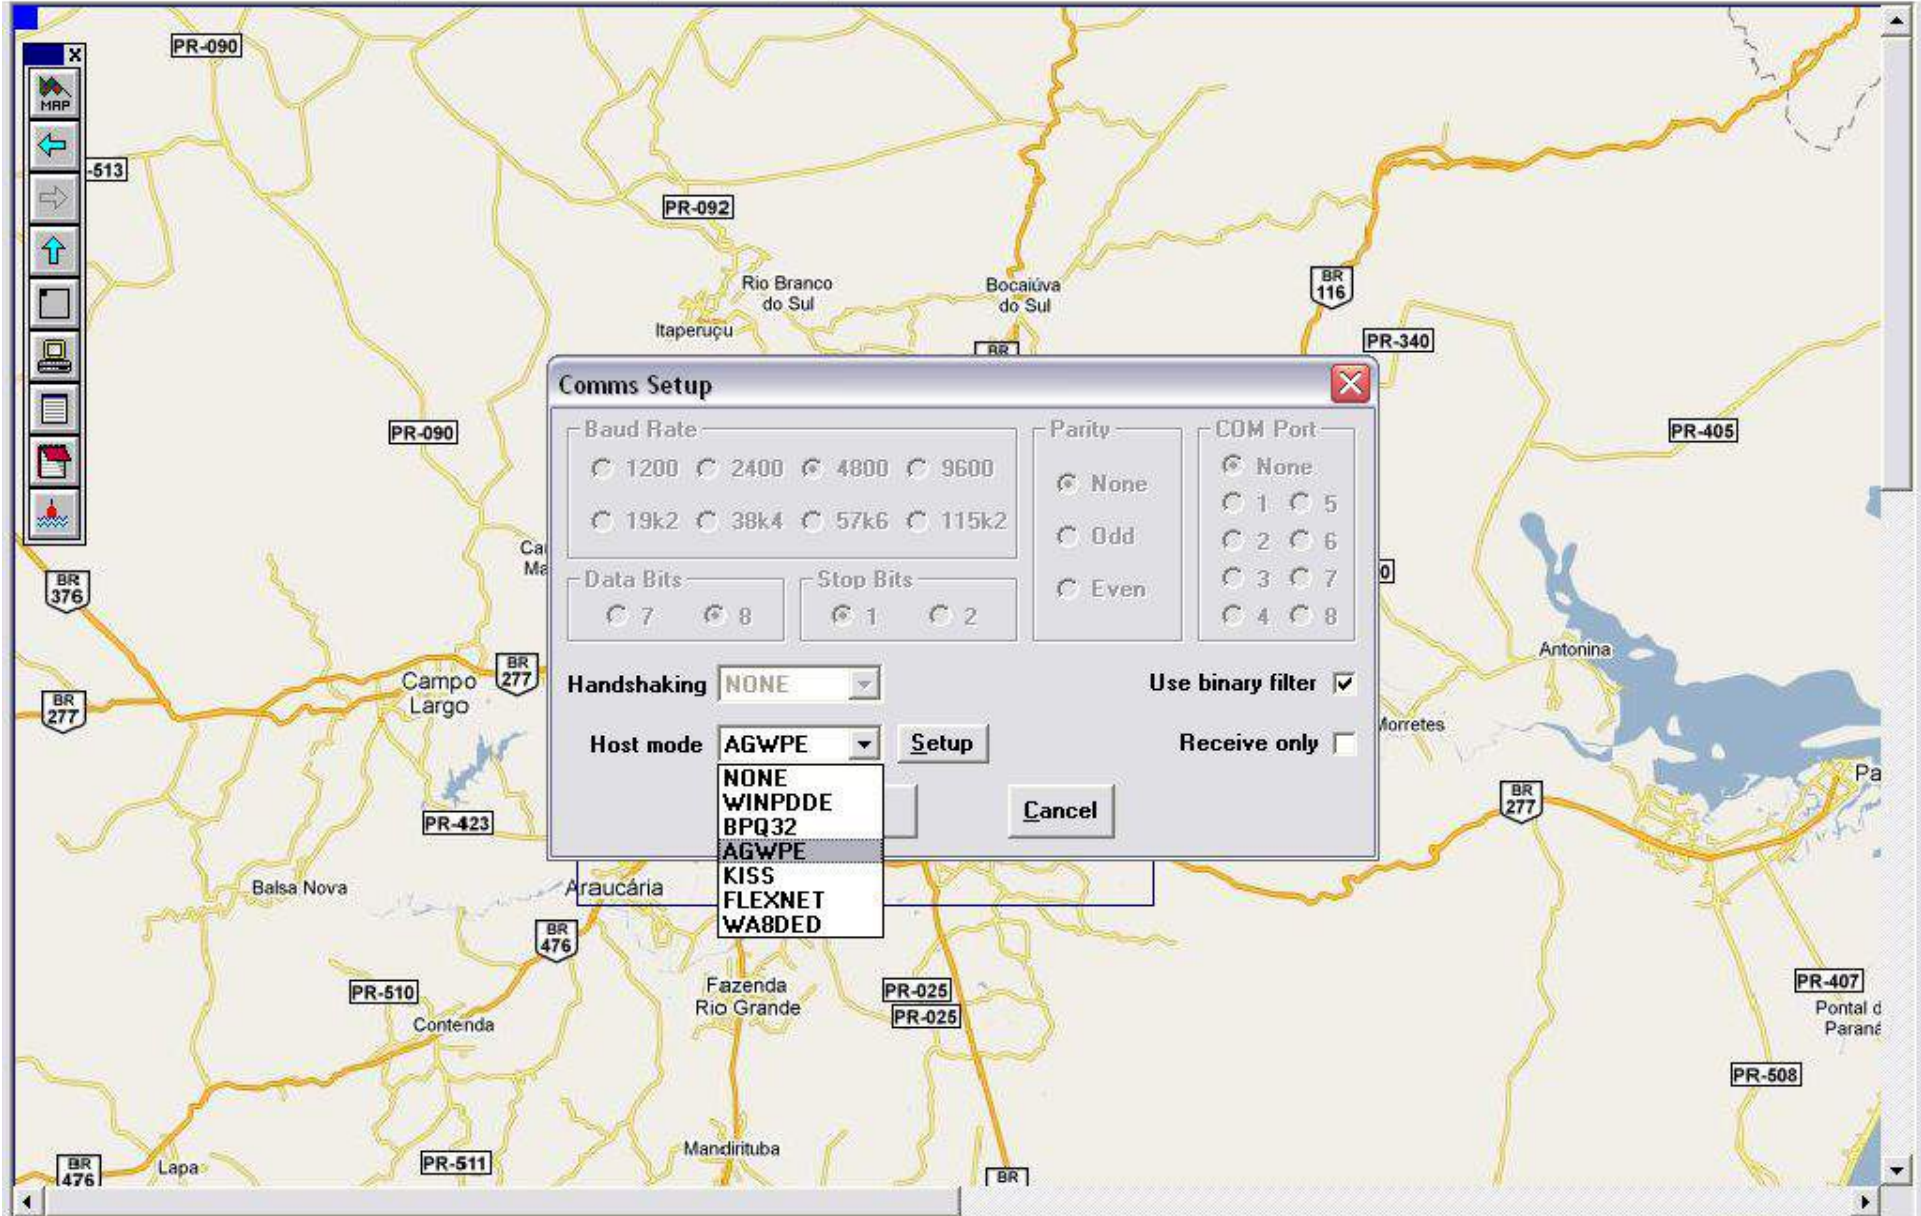 PR-090
X
MAP
-513
PR-092
Rio Branco
do Sul
Bocaiúva
do Sul
BR
116
Itaperuçu
BR
PR-340
PR-090
PR-405
Comms Setup
Baud Rate
1200 2400 4800 9600
19k2 38k4 57k6 115k2
Parity
None
Odd
Even
COM Port
None
1 5
2 6
3 7
4 8
Data Bits
7 8
Stop Bits
1 2
Handshaking NONE
Use binary filter
Host mode AGWPE Setup
Receive only
NONE
WINPDDE
BPQ32
AGWPE
KISS
FLEXNET
WA8DED
Cancel
Ca
Ma
0
BR
376
Antonina
BR
277
Campo
Largo
BR
277
Morretes
Pa
BR
277
PR-423
Balsa Nova
Araucária
BR
476
PR-510
Fazenda
Rio Grande
PR-025
PR-025
PR-407
Contenda
Pontal d
Paraná
PR-508
Mandirituba
PR-511
BR
476
Lapa
BR